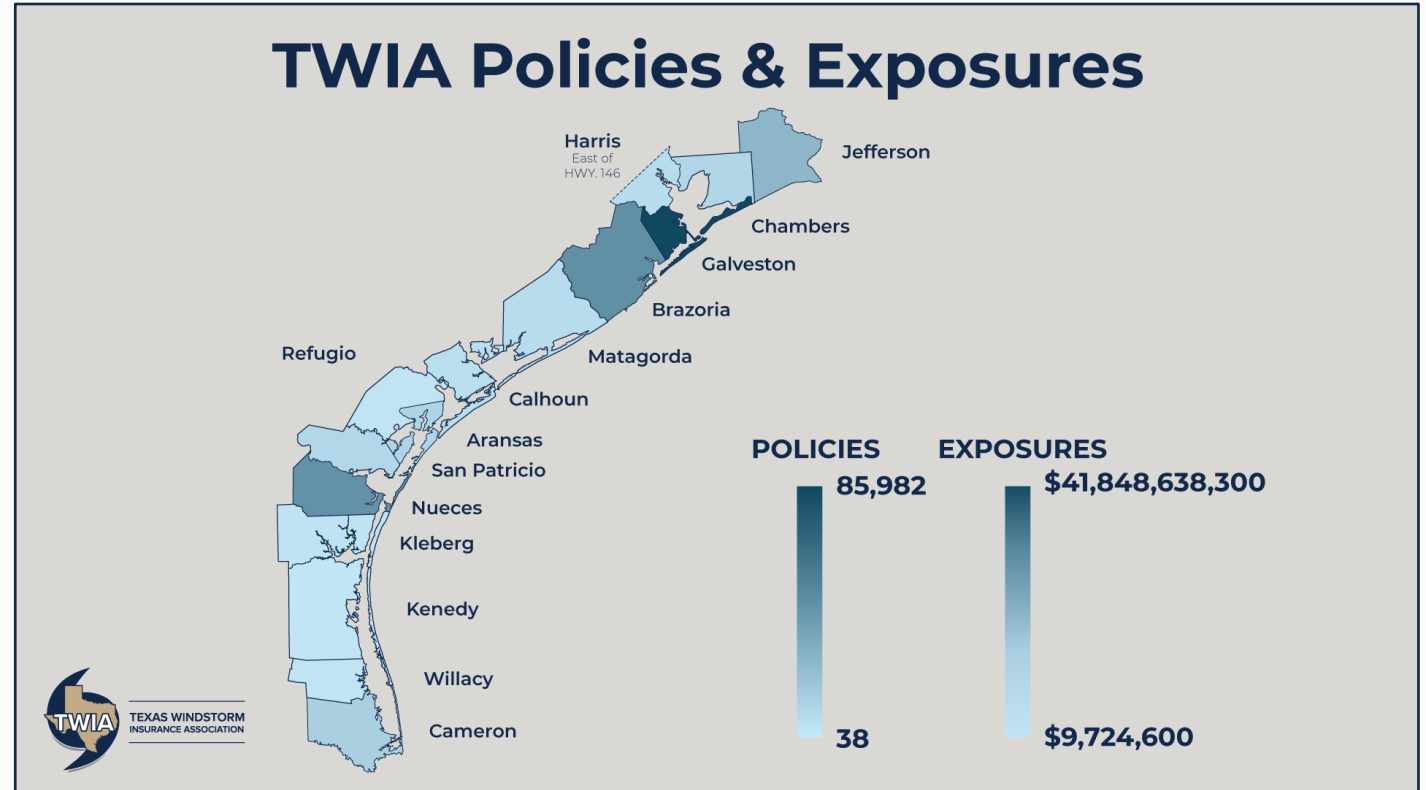 TWIA Policies & Exposures
Harris
East of
HWY. 146
Jefferson
Chambers
Galveston
Brazoria
Matagorda
Refugio
Calhoun
Aransas
San Patricio
Nueces
Kleberg
Kenedy
Willacy
Cameron
POLICIES
85,982
38
EXPOSURES
$41,848,638,300
$9,724,600
TWIA
TEXAS WINDSTORM
INSURANCE ASSOCIATION